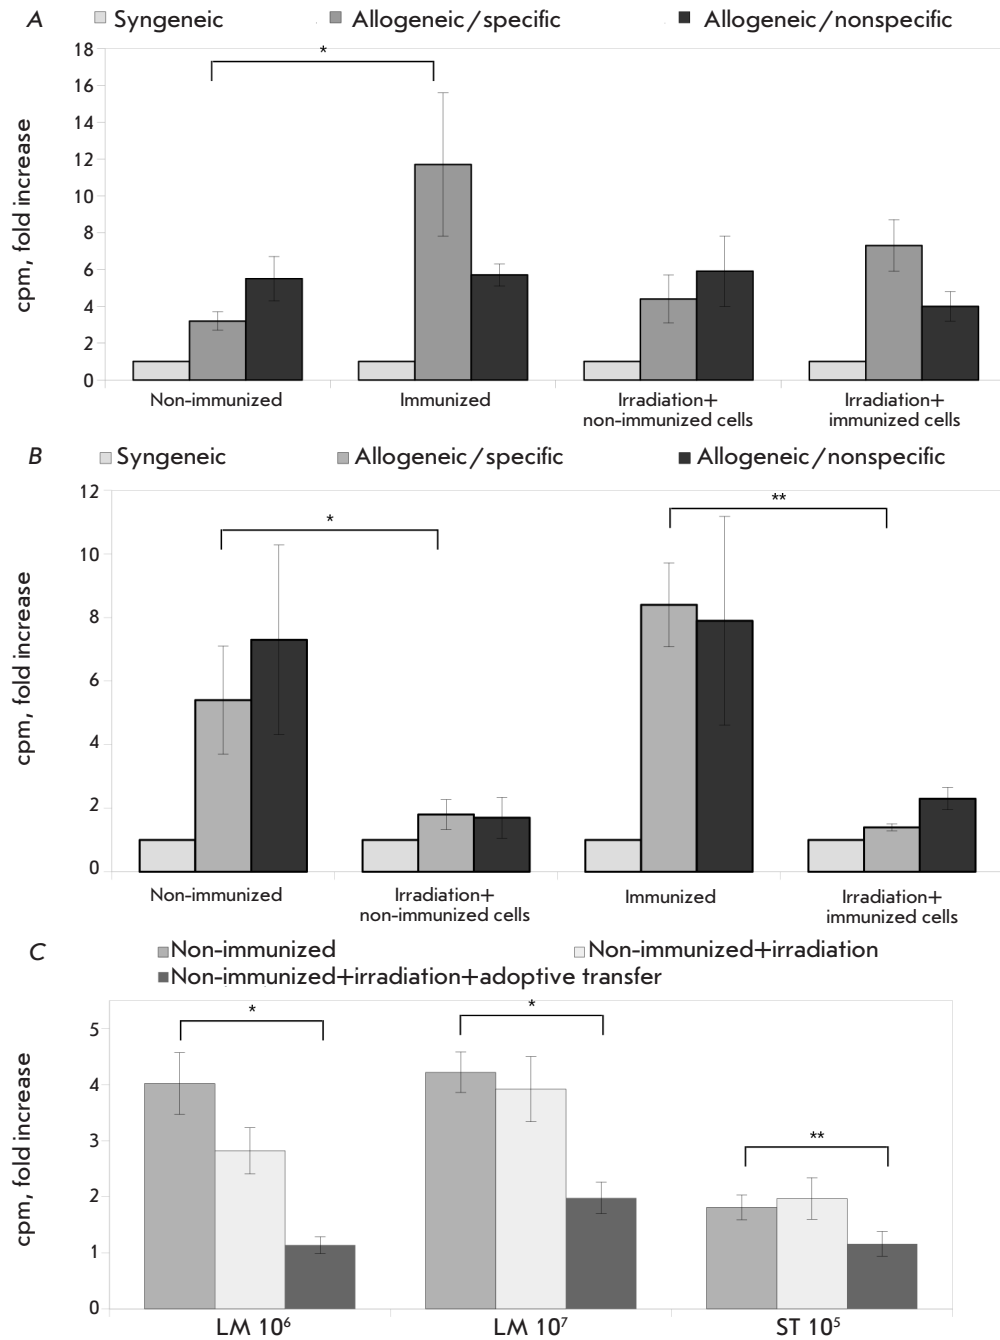 A Syngeneic Allogeneic/specific Allogeneic/nonspecific
cpm, fold increase
18
16
14
12
10
8
6
4
2
0
*
Non-immunized Immunized Irradiation+ non-immunized cells Irradiation+ immunized cells
B Syngeneic Allogeneic/specific Allogeneic/nonspecific
cpm, fold increase
12
10
8
6
4
2
0
* **
Non-immunized Irradiation+ non-immunized cells Immunized Irradiation+ immunized cells
C Non-immunized Non-immunized+irradiation
Non-immunized+irradiation+adoptive transfer
cpm, fold increase
5
4
3
2
1
0
* * **
LM 10⁶ LM 10⁷ ST 10⁵